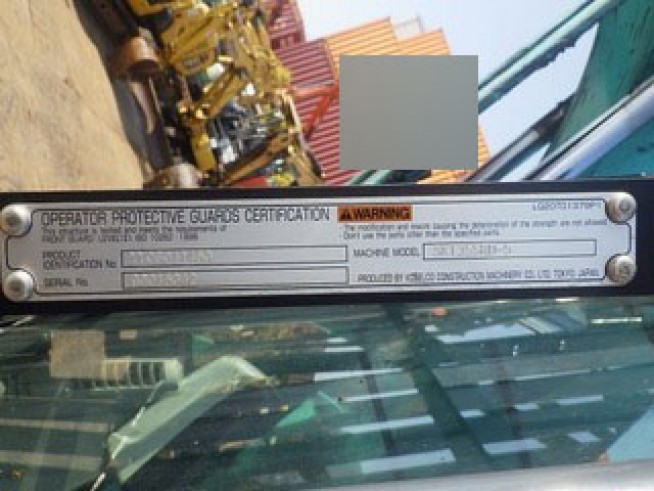 OPERATOR PROTECTIVE GUARDS CERTIFICATION
This structure is tested and meets the requirements of
FRONT GUARD: LEVEL(II) ISO 10262 : 1998
PRODUCT
IDENTIFICATION No
SERIAL No.
WARNING
The modification and repairs causing the deterioration of the strength are not allowed.
Don't use the parts other than the specified parts.
MACHINE MODEL
PRODUCED BY KOBELCO CONSTRUCTION MACHINERY CO., LTD. TOKYO JAPAN